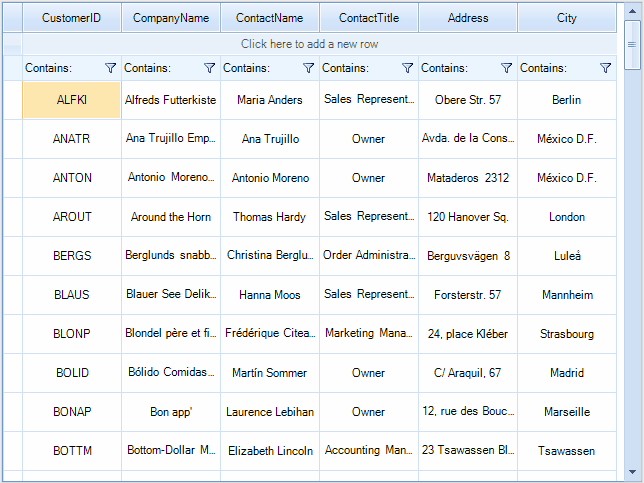 CustomerID CompanyName ContactName ContactTitle Address City
Click here to add a new row
Contains: Contains: Contains: Contains: Contains: Contains:
ALFKI Alfreds Futterkiste Maria Anders Sales Represent... Obere Str. 57 Berlin
ANATR Ana Trujillo Emp... Ana Trujillo Owner Avda. de la Cons... México D.F.
ANTON Antonio Moreno... Antonio Moreno Owner Mataderos 2312 México D.F.
AROUT Around the Horn Thomas Hardy Sales Represent... 120 Hanover Sq. London
BERGS Berglunds snabb... Christina Berglu... Order Administra... Berguvsvägen 8 Luleå
BLAUS Blauer See Delik... Hanna Moos Sales Represent... Forsterstr. 57 Mannheim
BLONP Blondel père et fi... Frédérique Citea... Marketing Mana... 24, place Kléber Strasbourg
BOLID Bólido Comidas... Martín Sommer Owner C/ Araquil, 67 Madrid
BONAP Bon app' Laurence Lebihan Owner 12, rue des Bouc... Marseille
BOTTM Bottom-Dollar M... Elizabeth Lincoln Accounting Man... 23 Tsawassen Bl... Tsawassen